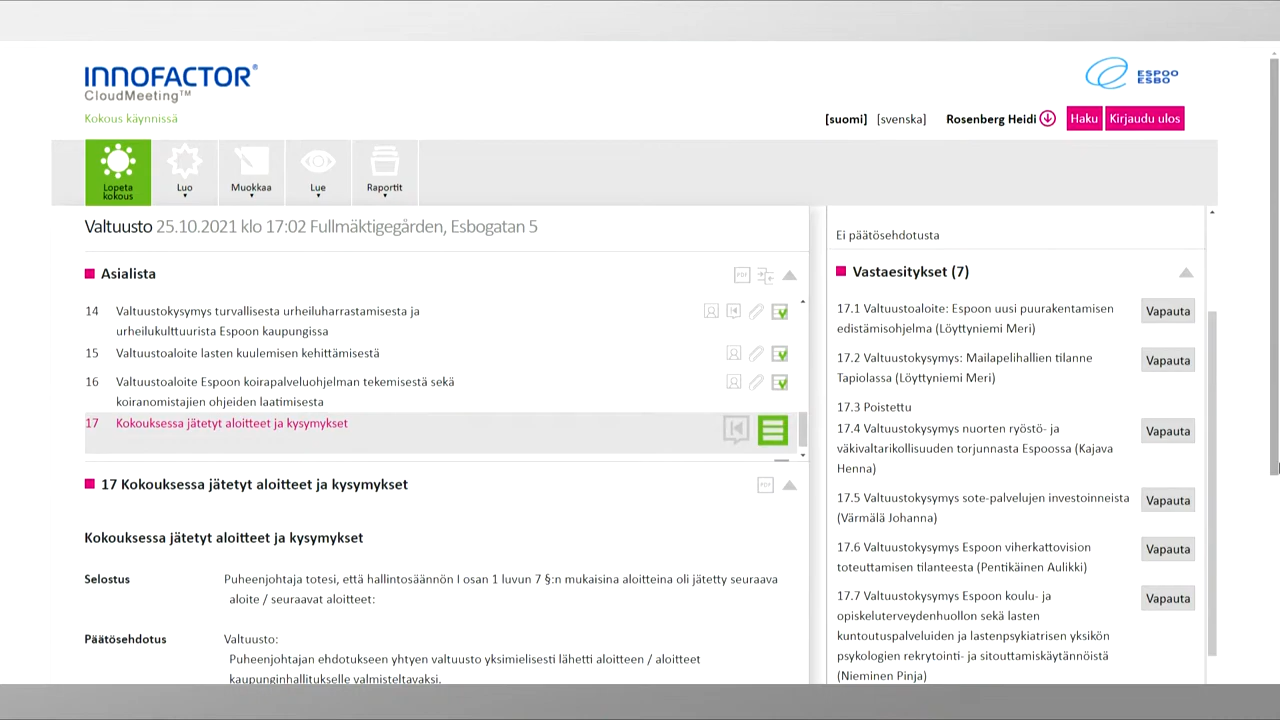 INNOFACTOR®
CloudMeeting™
Kokous käynnissä
ESPOO
ESBO
[suomi] [svenska] Rosenberg Heidi Haku Kirjaudu ulos
Lopeta kokous
Luo
Muokkaa
Lue
Raportit
Valtuusto 25.10.2021 klo 17:02 Fullmäktigegården, Esbogatan 5
Asialista
PDF
14 Valtuustokysymys turvallisesta urheiluharrastamisesta ja
urheilukulttuurista Espoon kaupungissa
15 Valtuustoaloite lasten kuulemisen kehittämisestä
16 Valtuustoaloite Espoon koirapalveluohjelman tekemisestä sekä
koiranomistajien ohjeiden laatimisesta
17 Kokouksessa jätetyt aloitteet ja kysymykset
17 Kokouksessa jätetyt aloitteet ja kysymykset
PDF
Kokouksessa jätetyt aloitteet ja kysymykset
Selostus Puheenjohtaja totesi, että hallintosäännön I osan 1 luvun 7 §:n mukaisina aloitteina oli jätetty seuraava
aloite / seuraavat aloitteet:
Päätösehdotus Valtuusto:
Puheenjohtajan ehdotukseen yhtyen valtuusto yksimielisesti lähetti aloitteen / aloitteet
kaupunginhallitukselle valmisteltavaksi.
Ei päätösehdotusta
Vastaesitykset (7)
17.1 Valtuustoaloite: Espoon uusi puurakentamisen
edistämisohjelma (Löyttyniemi Meri)
Vapauta
17.2 Valtuustokysymys: Mailapelihallien tilanne
Tapiolassa (Löyttyniemi Meri)
Vapauta
17.3 Poistettu
17.4 Valtuustokysymys nuorten ryöstö- ja
väkivaltarikollisuuden torjunnasta Espoossa (Kajava
Henna)
Vapauta
17.5 Valtuustokysymys sote-palvelujen investoinneista
(Värmälä Johanna)
Vapauta
17.6 Valtuustokysymys Espoon viherkattovision
toteuttamisen tilanteesta (Pentikäinen Aulikki)
Vapauta
17.7 Valtuustokysymys Espoon koulu- ja
opiskeluterveydenhuollon sekä lasten
kuntoutuspalveluiden ja lastenpsykiatrisen yksikön
psykologien rekrytointi- ja sitouttamiskäytännöistä
(Nieminen Pinja)
Vapauta